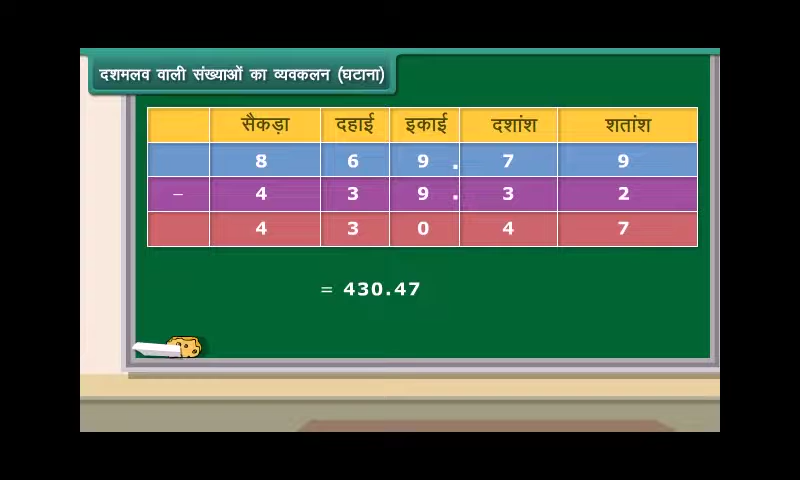 दशमलव वाली संख्याओं का व्यवकलन (घटाना)
सैकड़ा दहाई इकाई दशांश शतांश
8 6 9 . 7 9
– 4 3 9 . 3 2
4 3 0 4 7
= 430.47